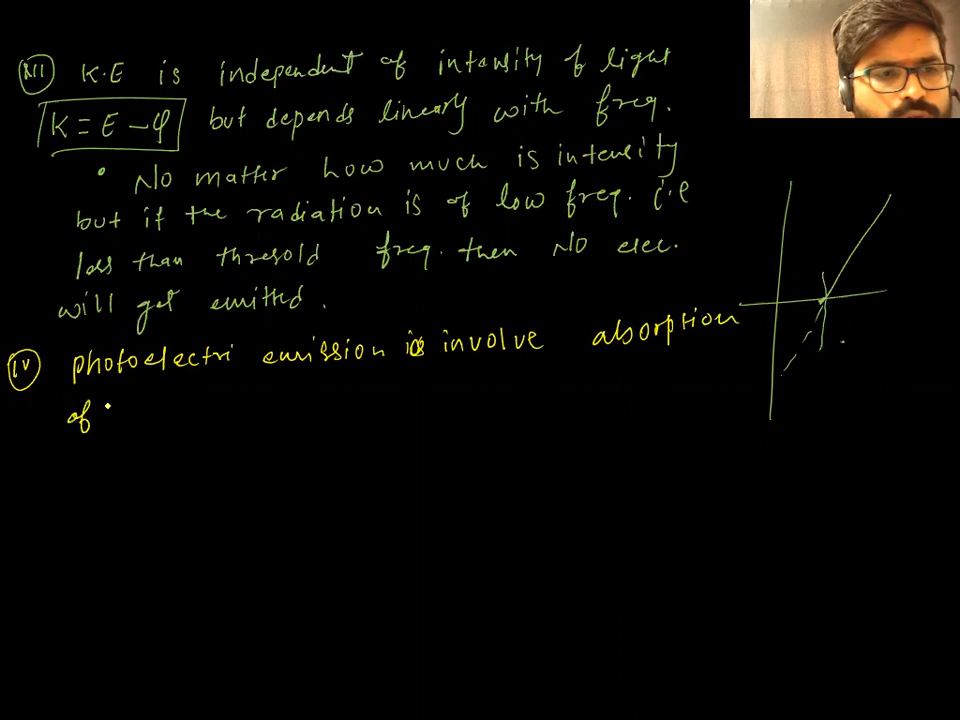 (III) K.E is independent of intensity of light
K = E - φ but depends linearly with freq.
• No matter how much is intensity
but if the radiation is of low freq. i.e
less than thresold freq. then NO elec.
will get emitted.
(IV) photoelectri emission is involve absorption
of